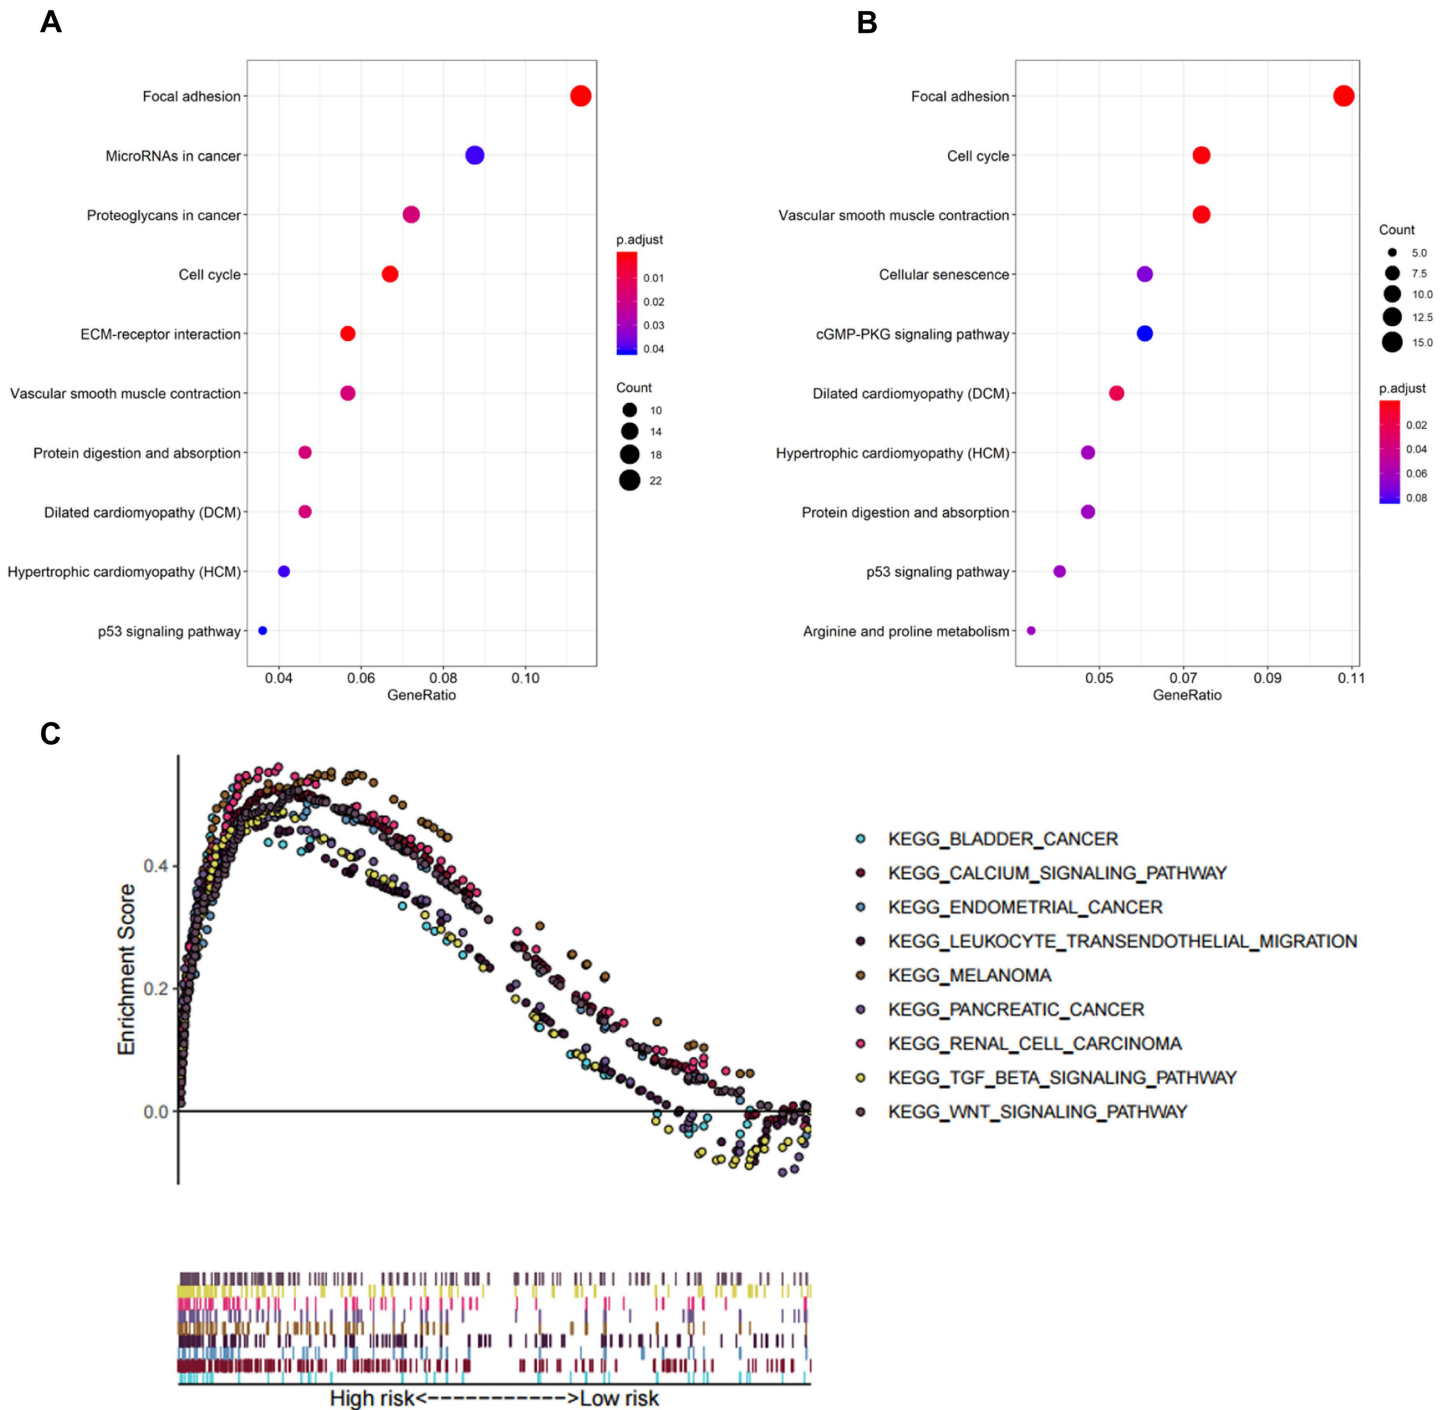 A
Focal adhesion
MicroRNAs in cancer
Proteoglycans in cancer
Cell cycle
ECM-receptor interaction
Vascular smooth muscle contraction
Protein digestion and absorption
Dilated cardiomyopathy (DCM)
Hypertrophic cardiomyopathy (HCM)
p53 signaling pathway
0.04 0.06 0.08 0.10
GeneRatio
p.adjust
0.01
0.02
0.03
0.04
Count
10
14
18
22
B
Focal adhesion
Cell cycle
Vascular smooth muscle contraction
Cellular senescence
cGMP-PKG signaling pathway
Dilated cardiomyopathy (DCM)
Hypertrophic cardiomyopathy (HCM)
Protein digestion and absorption
p53 signaling pathway
Arginine and proline metabolism
0.05 0.07 0.09 0.11
GeneRatio
Count
5.0
7.5
10.0
12.5
15.0
p.adjust
0.02
0.04
0.06
0.08
C
Enrichment Score
0.4
0.2
0.0
KEGG_BLADDER_CANCER
KEGG_CALCIUM_SIGNALING_PATHWAY
KEGG_ENDOMETRIAL_CANCER
KEGG_LEUKOCYTE_TRANSENDOTHELIAL_MIGRATION
KEGG_MELANOMA
KEGG_PANCREATIC_CANCER
KEGG_RENAL_CELL_CARCINOMA
KEGG_TGF_BETA_SIGNALING_PATHWAY
KEGG_WNT_SIGNALING_PATHWAY
High risk<----------->Low risk